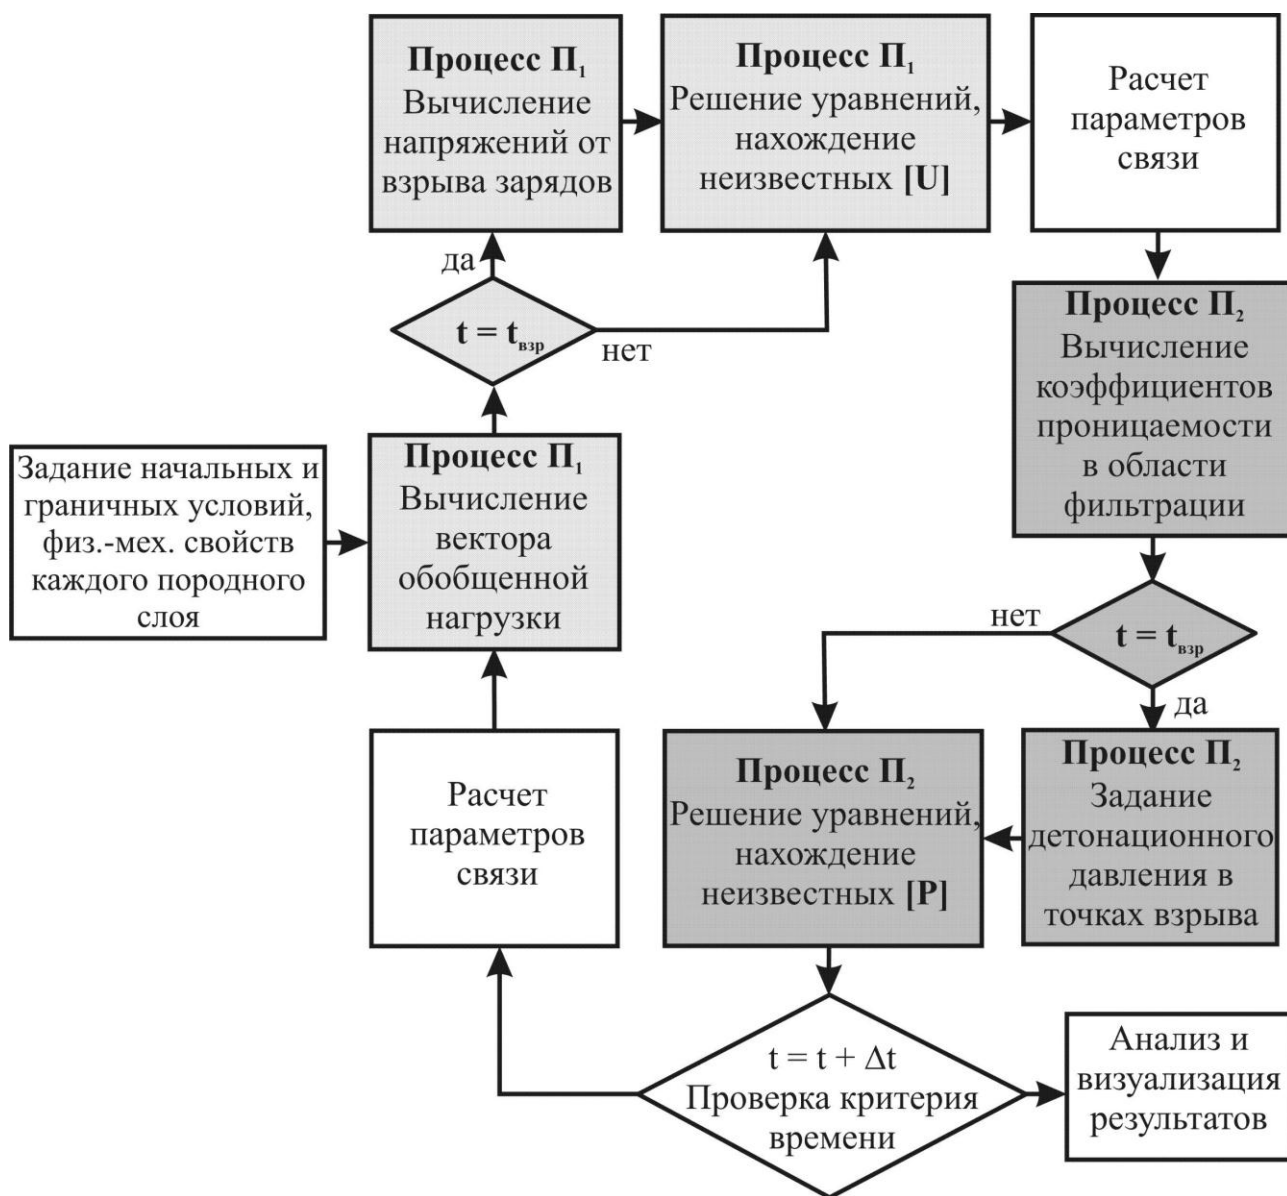 Процесс П₁
Вычисление
напряжений от
взрыва зарядов
Процесс П₁
Решение уравнений,
нахождение
неизвестных [U]
Расчет
параметров
связи
да
t = tвзр
нет
Процесс П₂
Вычисление
коэффициентов
проницаемости
в области
фильтрации
Задание начальных и
граничных условий,
физ.-мех. свойств
каждого породного
слоя
Процесс П₁
Вычисление
вектора
обобщенной
нагрузки
нет
t = tвзр
да
Расчет
параметров
связи
Процесс П₂
Решение уравнений,
нахождение
неизвестных [P]
Процесс П₂
Задание
детонационного
давления в
точках взрыва
t = t + Δt
Проверка критерия
времени
Анализ и
визуализация
результатов